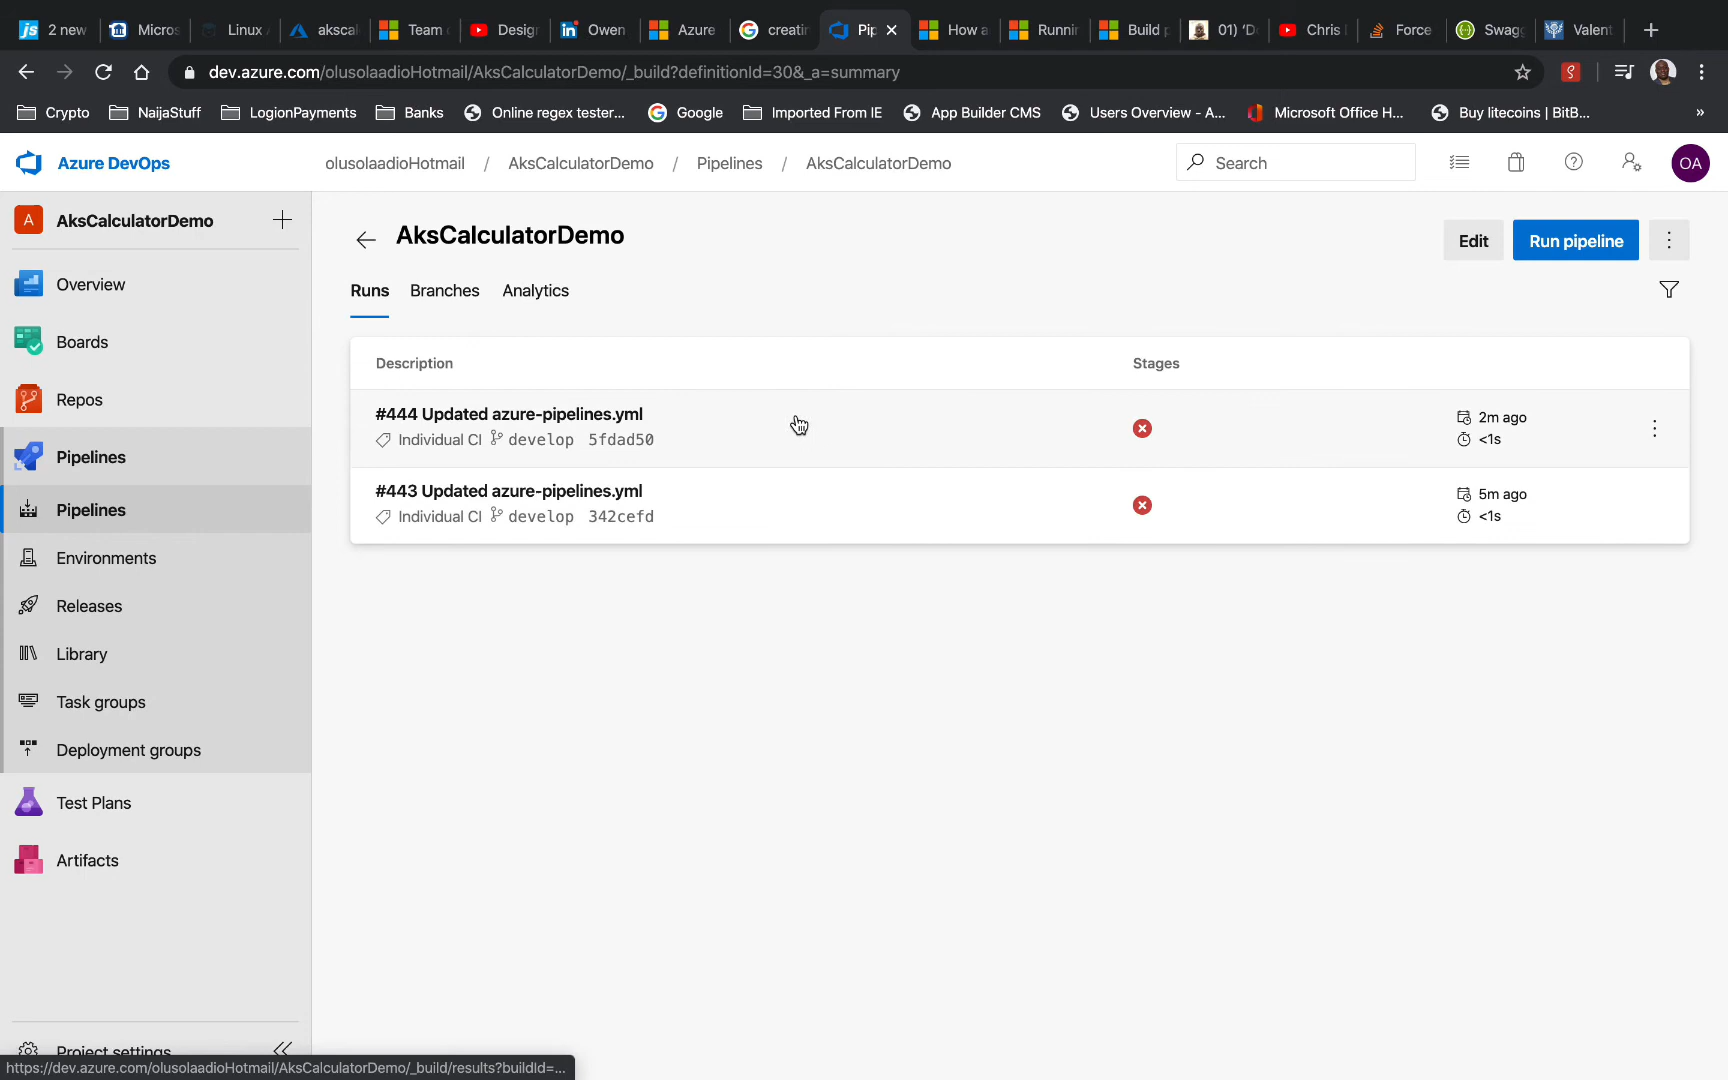 2 new
Micros
Linux
akscal
Team
Desig
Owen
Azure
creatin
Pip
How a
Runnin
Build p
01) 'D
Chris
Force
Swag
Valent
dev.azure.com/olusolaadioHotmail/AksCalculatorDemo/_build?definitionId=30&_a=summary
Crypto
NaijaStuff
LogionPayments
Banks
Online regex tester...
Google
Imported From IE
App Builder CMS
Users Overview - A...
Microsoft Office H...
Buy litecoins | BitB...
»
Azure DevOps
olusolaadioHotmail / AksCalculatorDemo / Pipelines / AksCalculatorDemo
Search
OA
A
AksCalculatorDemo
Overview
Boards
Repos
Pipelines
Pipelines
Environments
Releases
Library
Task groups
Deployment groups
Test Plans
Artifacts
Project settings
AksCalculatorDemo
Edit
Run pipeline
Runs
Branches
Analytics
Description
Stages
#444 Updated azure-pipelines.yml
Individual CI develop 5fdad50
2m ago
<1s
#443 Updated azure-pipelines.yml
Individual CI develop 342cefd
5m ago
<1s
https://dev.azure.com/olusolaadioHotmail/AksCalculatorDemo/_build/results?buildId=...